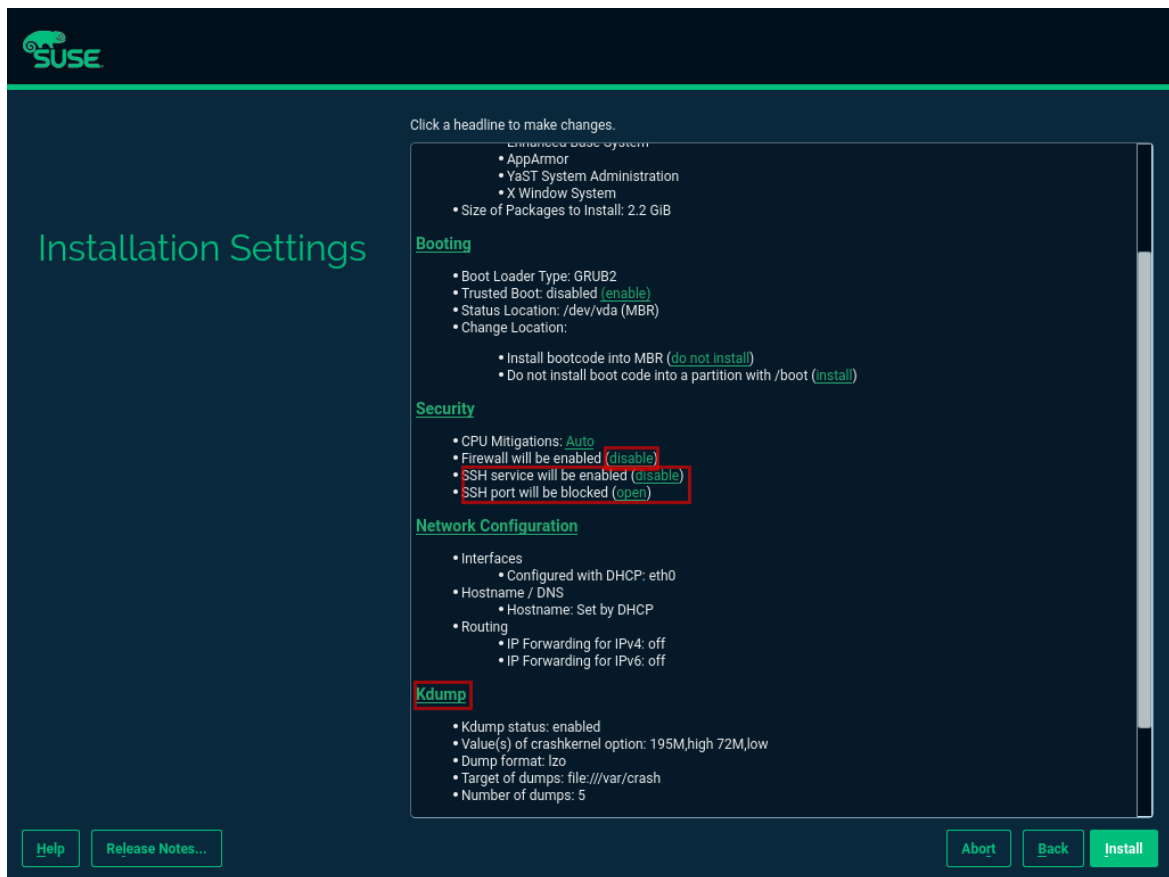 SUSE
Click a headline to make changes.
Enhanced Base System
• AppArmor
• YaST System Administration
• X Window System
• Size of Packages to Install: 2.2 GiB
Installation Settings
Booting
• Boot Loader Type: GRUB2
• Trusted Boot: disabled (enable)
• Status Location: /dev/vda (MBR)
• Change Location:
• Install bootcode into MBR (do not install)
• Do not install boot code into a partition with /boot (install)
Security
• CPU Mitigations: Auto
• Firewall will be enabled (disable)
• SSH service will be enabled (disable)
• SSH port will be blocked (open)
Network Configuration
• Interfaces
• Configured with DHCP: eth0
• Hostname / DNS
• Hostname: Set by DHCP
• Routing
• IP Forwarding for IPv4: off
• IP Forwarding for IPv6: off
Kdump
• Kdump status: enabled
• Value(s) of crashkernel option: 195M,high 72M,low
• Dump format: lzo
• Target of dumps: file:///var/crash
• Number of dumps: 5
Help
Release Notes...
Abort
Back
Install